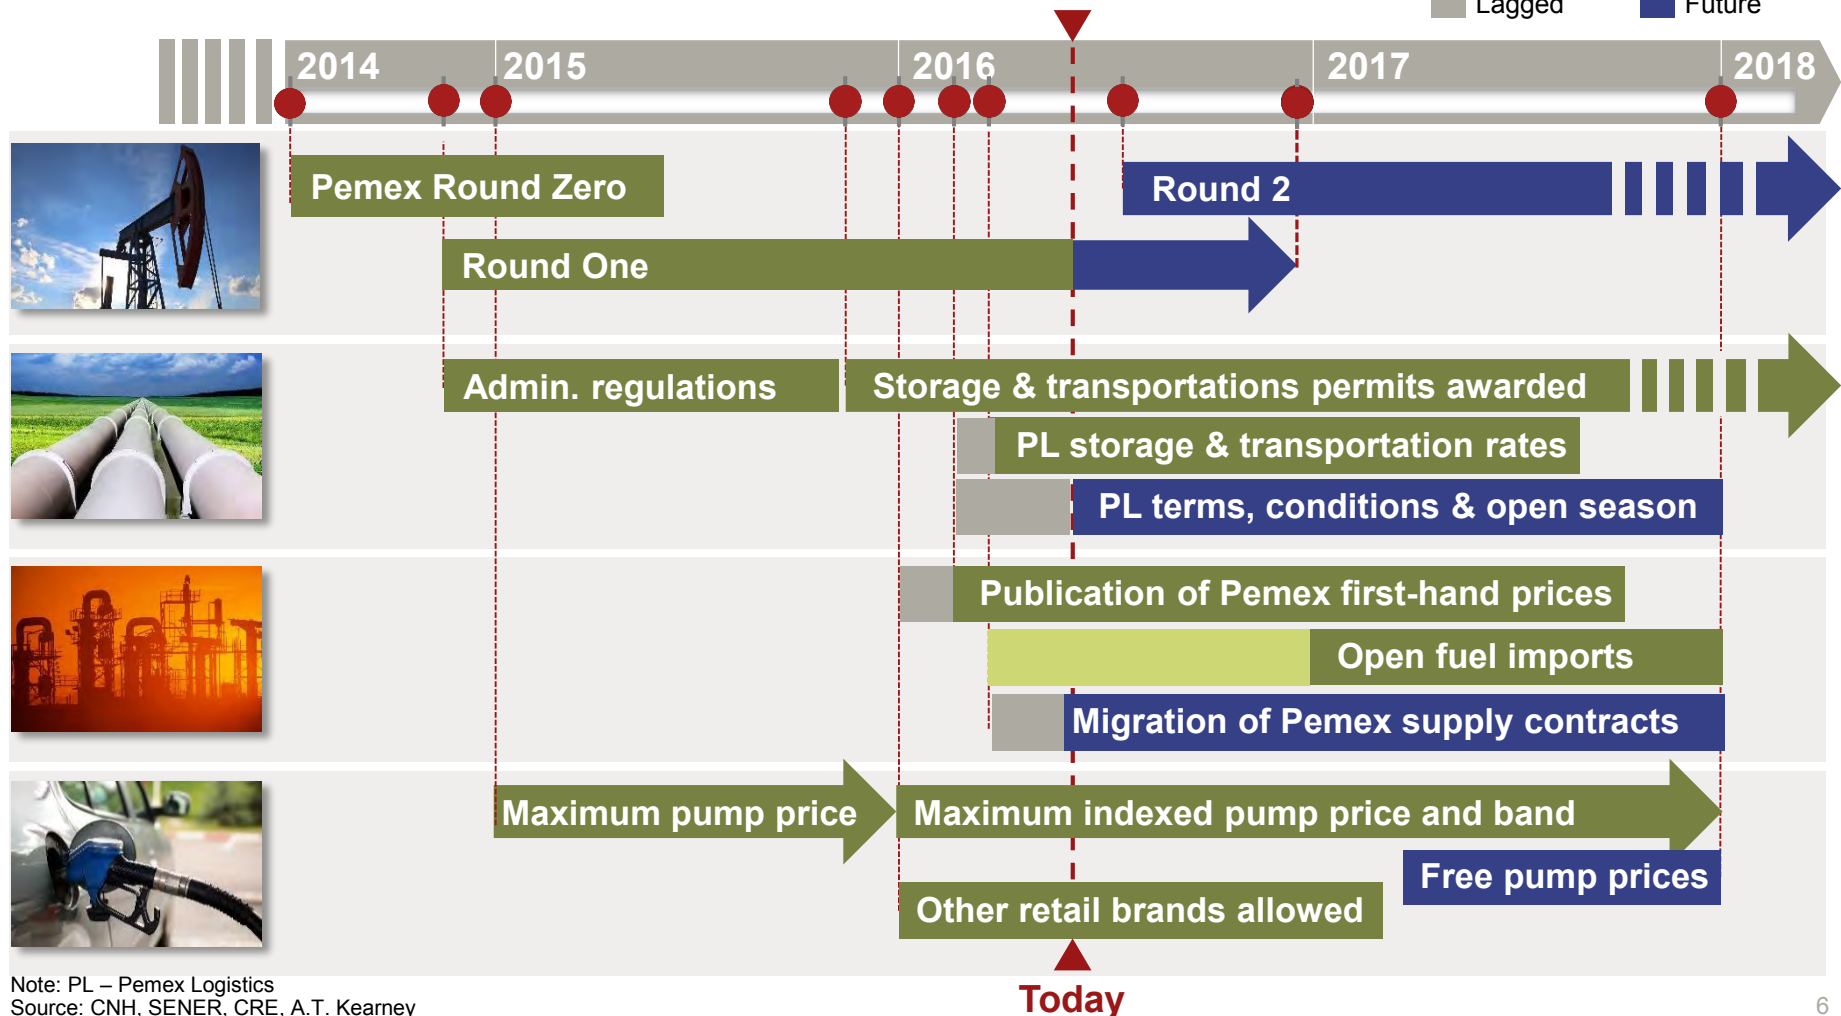 Lagged
Future
2014
2015
2016
2017
2018
Pemex Round Zero
Round 2
Round One
Admin. regulations
Storage & transportations permits awarded
PL storage & transportation rates
PL terms, conditions & open season
Publication of Pemex first-hand prices
Open fuel imports
Migration of Pemex supply contracts
Maximum pump price
Maximum indexed pump price and band
Free pump prices
Other retail brands allowed
Note: PL – Pemex Logistics
Source: CNH, SENER, CRE, A.T. Kearney
Today
6